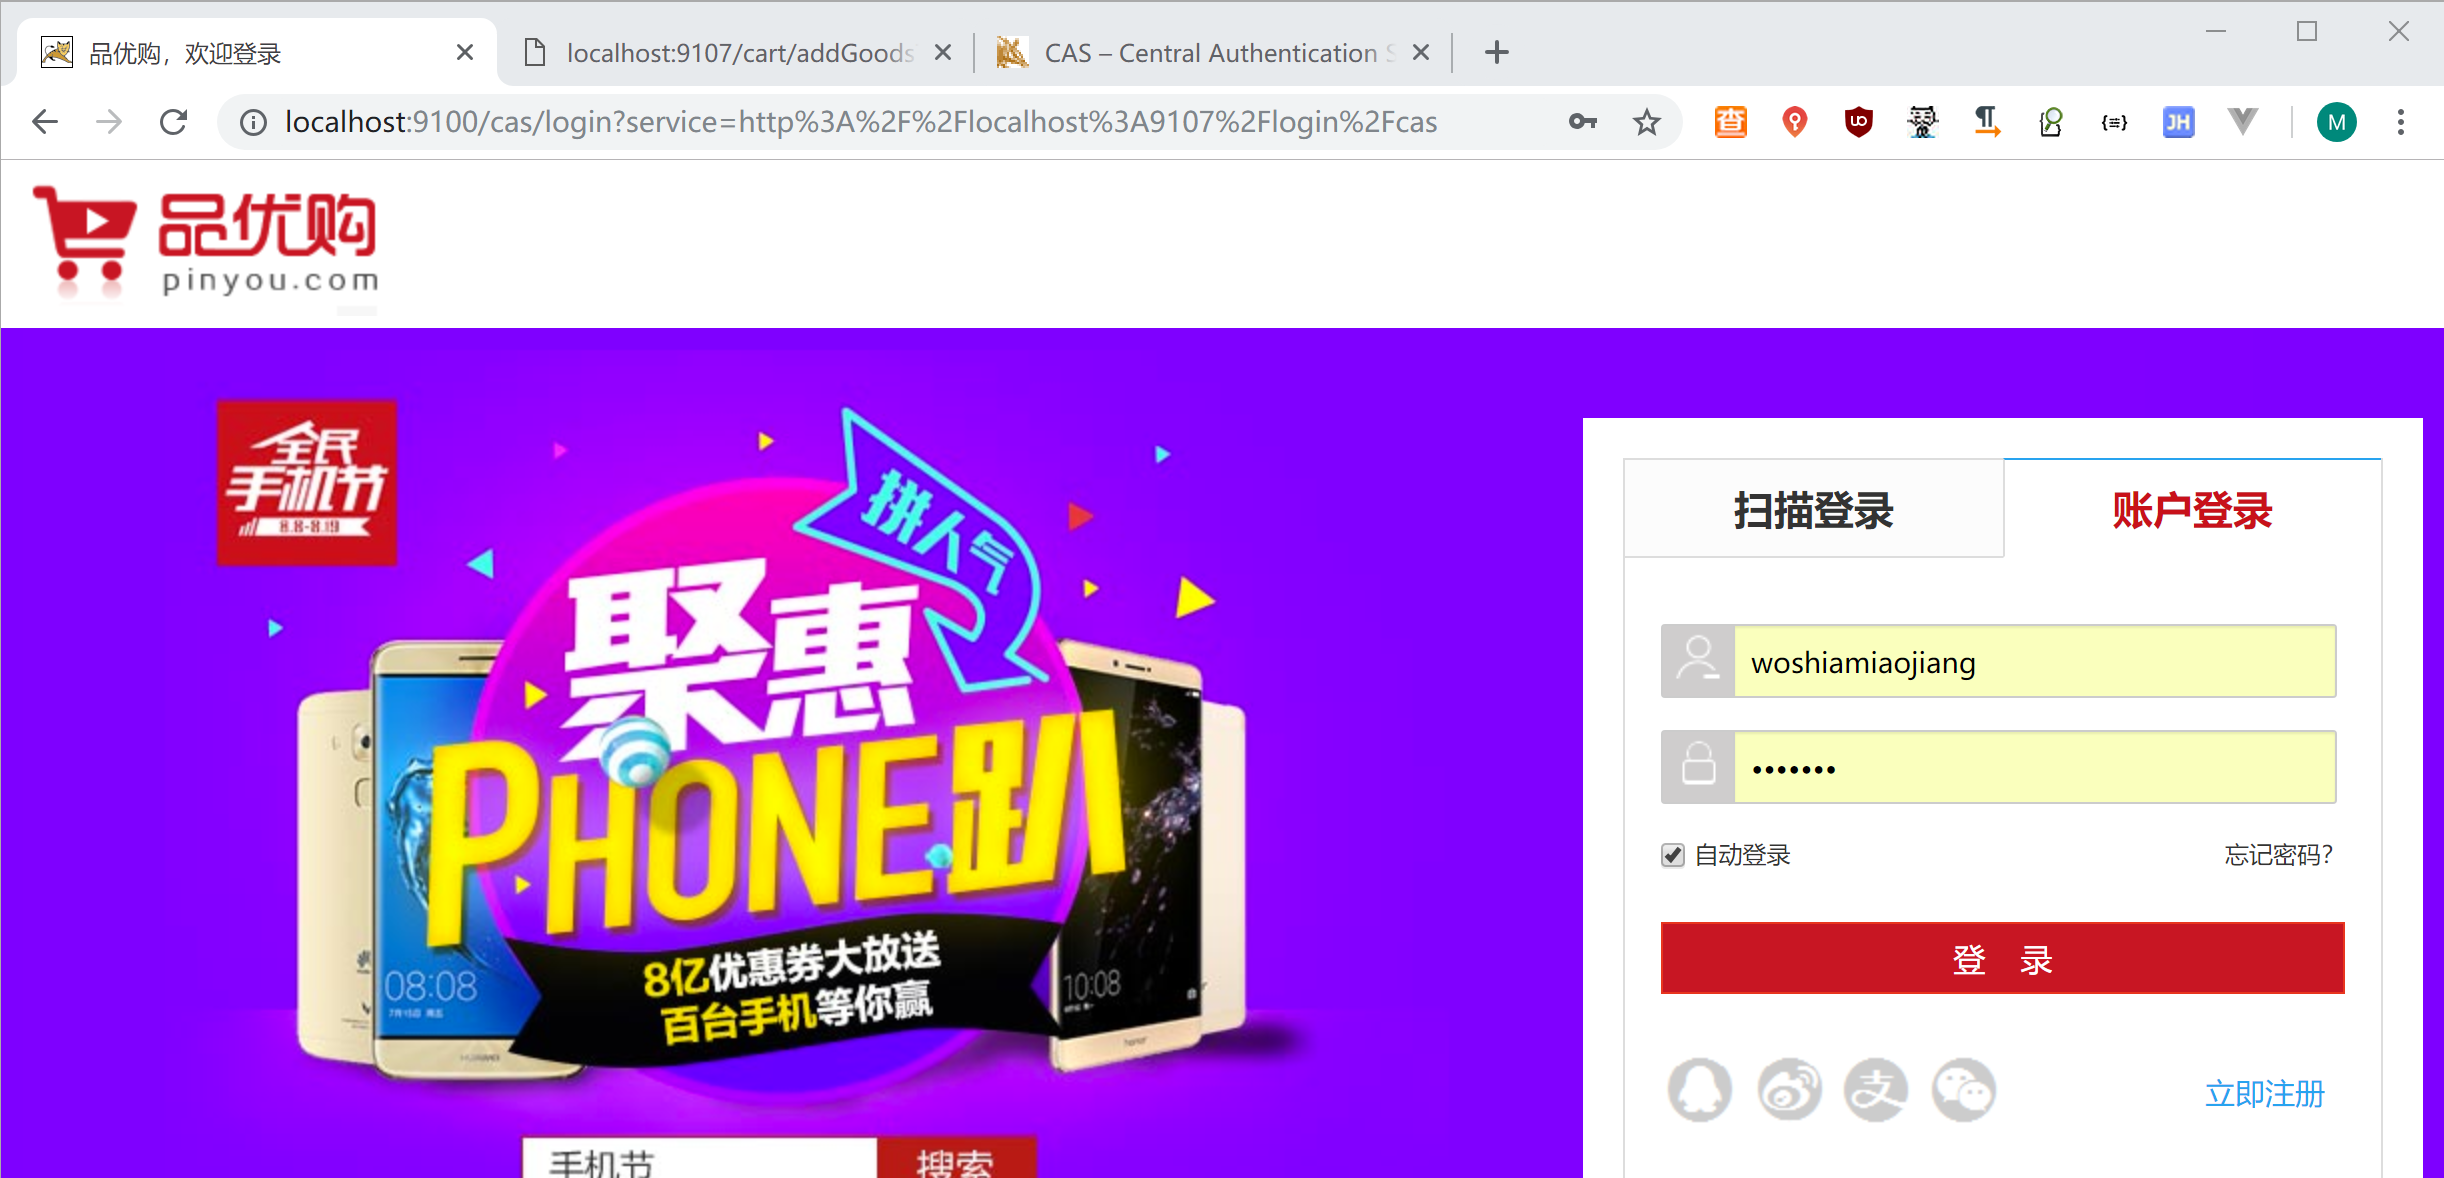 品优购，欢迎登录
localhost:9107/cart/addGoods
CAS – Central Authentication S
localhost:9100/cas/login?service=http%3A%2F%2Flocalhost%3A9107%2Flogin%2Fcas
查
UO
JH
M
品优购
pinyou.com
全民
手机节
8.8-8.19
拼人气
聚惠
PHONE趴
8亿优惠券大放送
百台手机等你赢
08:08
10:08
honor
手机节
搜索
扫描登录
账户登录
woshiamiaojiang
•••••••
自动登录
忘记密码?
登 录
支
立即注册